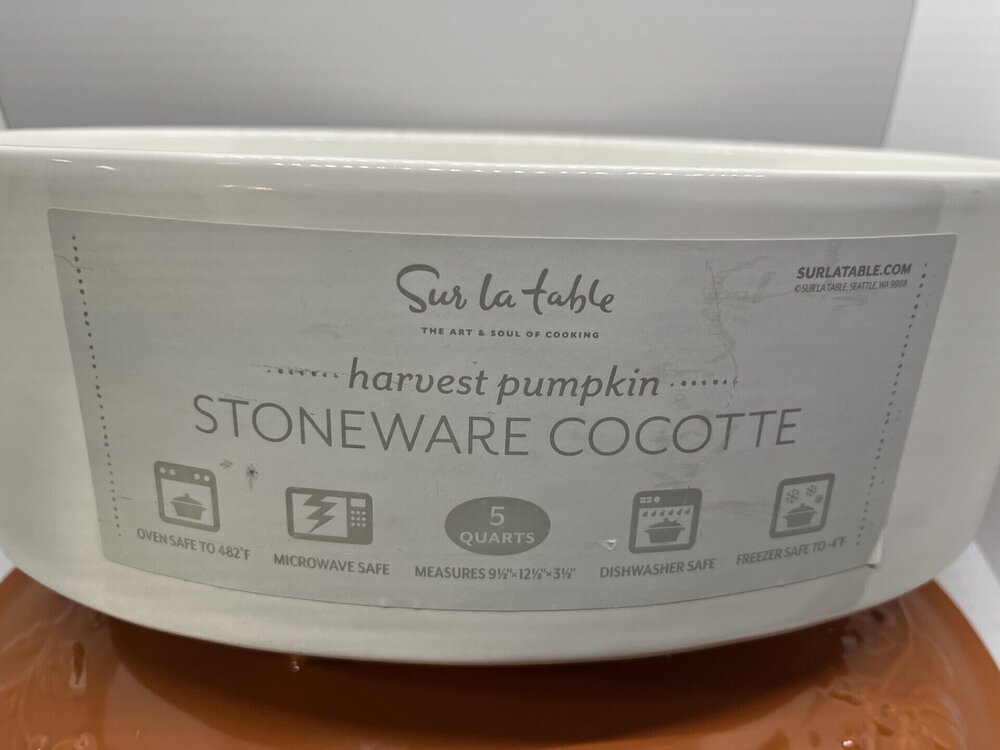 Sur la table
THE ART & SOUL OF COOKING
SURLATABLE.COM
© SUR LA TABLE, SEATTLE, WA 98108
harvest pumpkin
STONEWARE COCOTTE
OVEN SAFE TO 482°F
MICROWAVE SAFE
5
QUARTS
MEASURES 9½"×12½"×3½"
DISHWASHER SAFE
FREEZER SAFE TO -4°F